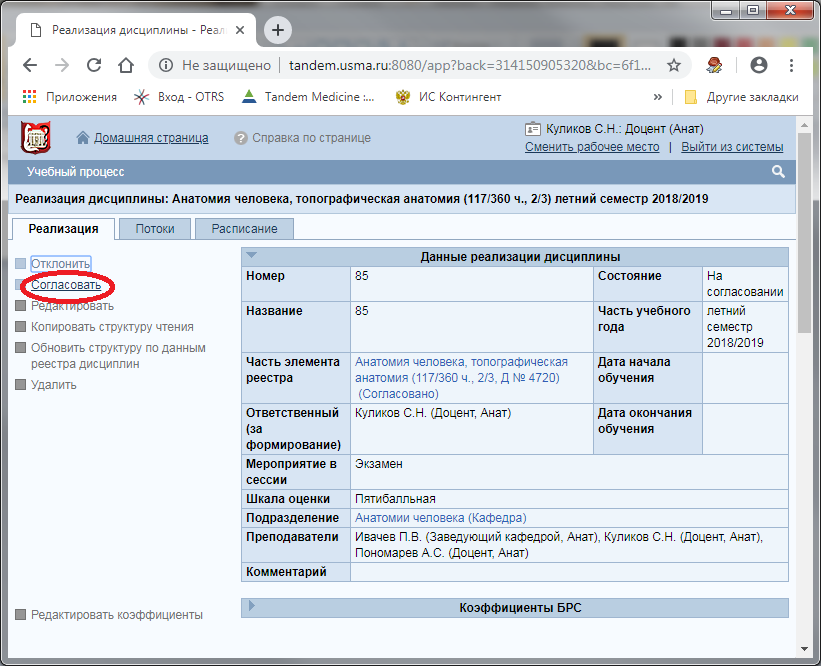 Реализация дисциплины - Реал
Не защищено | tandem.usma.ru:8080/app?back=314150905320&bc=6f1...
Приложения Вход - OTRS Tandem Medicine :... ИС Контингент » Другие закладки
Домашняя страница Справка по странице
Куликов С.Н.: Доцент (Анат)
Сменить рабочее место | Выйти из системы
Учебный процесс
Реализация дисциплины: Анатомия человека, топографическая анатомия (117/360 ч., 2/3) летний семестр 2018/2019
Реализация Потоки Расписание
Отклонить
Согласовать
Редактировать
Копировать структуру чтения
Обновить структуру по данным
реестра дисциплин
Удалить
Редактировать коэффициенты
Данные реализации дисциплины
Номер 85 Состояние На
согласовании
Название 85 Часть учебного
года
летний
семестр
2018/2019
Часть элемента
реестра
Анатомия человека, топографическая
анатомия (117/360 ч., 2/3, Д № 4720)
(Согласовано)
Дата начала
обучения
Ответственный
(за
формирование)
Куликов С.Н. (Доцент, Анат)
Дата окончания
обучения
Мероприятие в
сессии
Экзамен
Шкала оценки Пятибалльная
Подразделение Анатомии человека (Кафедра)
Преподаватели Ивачев П.В. (Заведующий кафедрой, Анат), Куликов С.Н. (Доцент, Анат),
Пономарев А.С. (Доцент, Анат)
Комментарий
Коэффициенты БРС